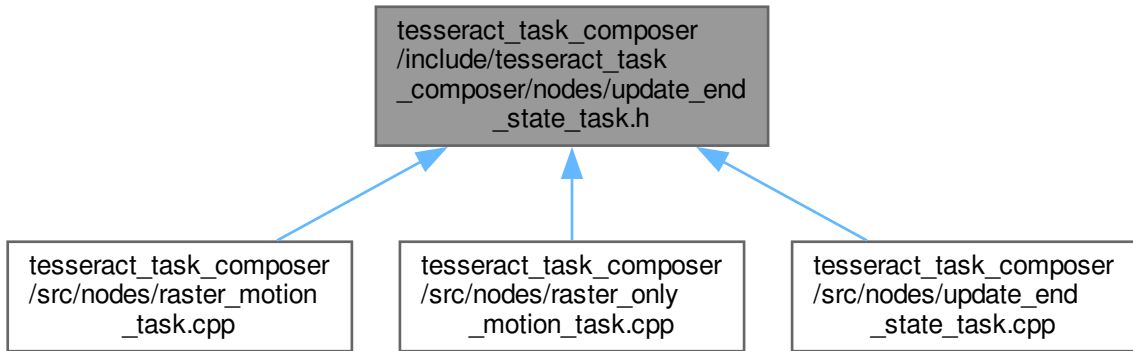 tesseract_task_composer
/include/tesseract_task
_composer/nodes/update_end
_state_task.h
tesseract_task_composer
/src/nodes/raster_motion
_task.cpp
tesseract_task_composer
/src/nodes/raster_only
_motion_task.cpp
tesseract_task_composer
/src/nodes/update_end
_state_task.cpp